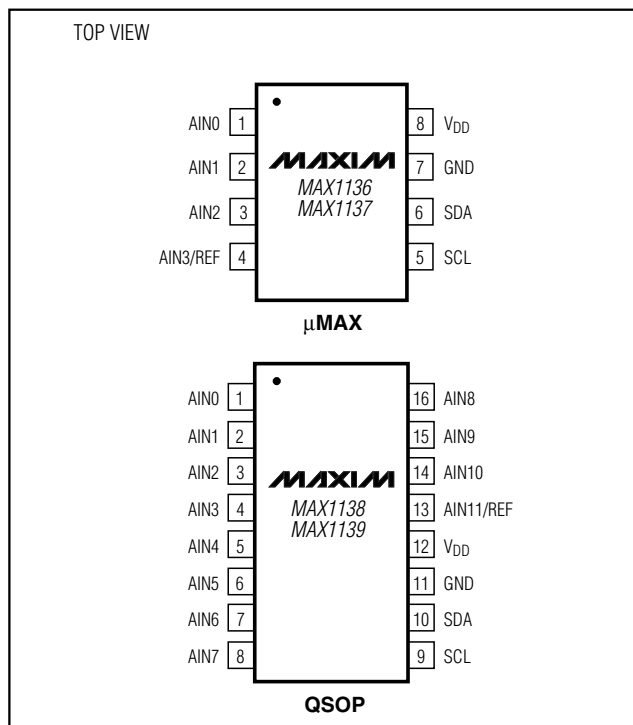 TOP VIEW
AIN0 1 8 VDD
AIN1 2 MAXIM 7 GND
MAX1136
AIN2 3 MAX1137 6 SDA
AIN3/REF 4 5 SCL
µMAX
AIN0 1 16 AIN8
AIN1 2 15 AIN9
AIN2 3 MAXIM 14 AIN10
AIN3 4 MAX1138 13 AIN11/REF
MAX1139
AIN4 5 12 VDD
AIN5 6 11 GND
AIN6 7 10 SDA
AIN7 8 9 SCL
QSOP